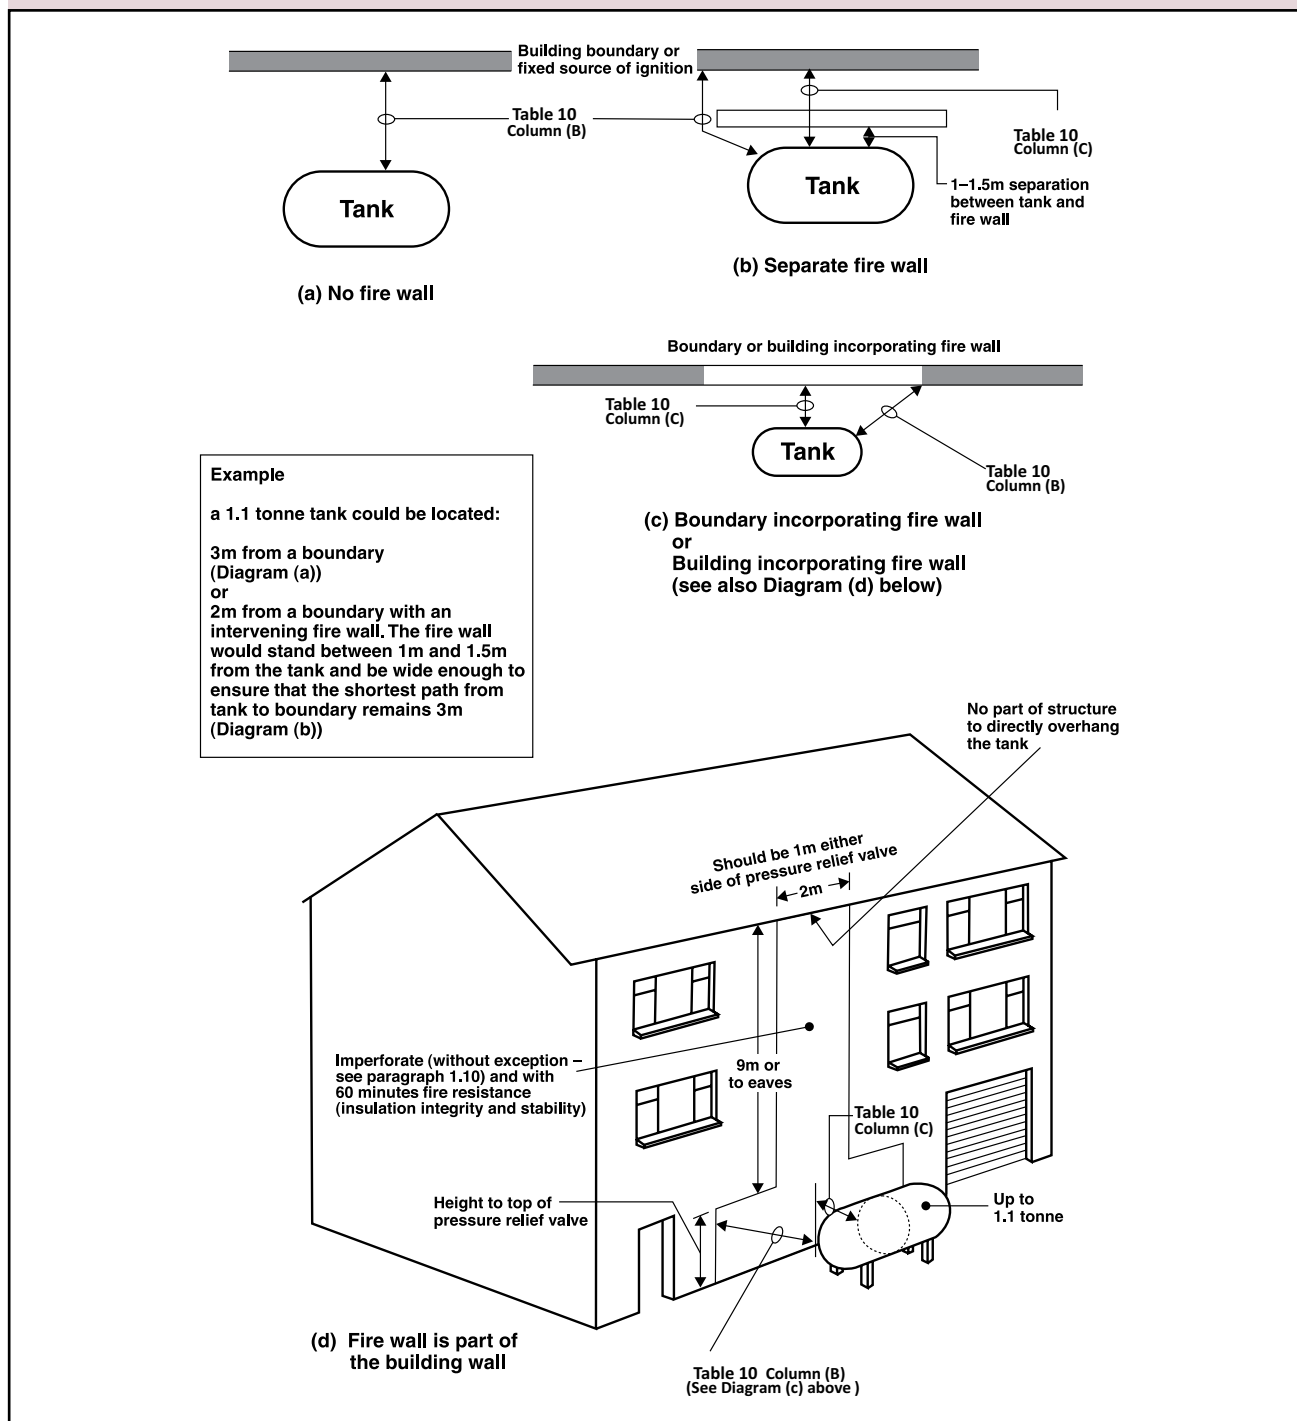 Building boundary or
fixed source of ignition
Table 10
Column (B)
Table 10
Column (C)
Tank
Tank
1–1.5m separation
between tank and
fire wall
(a) No fire wall
(b) Separate fire wall
Boundary or building incorporating fire wall
Table 10
Column (C)
Tank
Table 10
Column (B)
(c) Boundary incorporating fire wall
or
Building incorporating fire wall
(see also Diagram (d) below)
Example
a 1.1 tonne tank could be located:
3m from a boundary
(Diagram (a))
or
2m from a boundary with an
intervening fire wall. The fire wall
would stand between 1m and 1.5m
from the tank and be wide enough to
ensure that the shortest path from
tank to boundary remains 3m
(Diagram (b))
No part of structure
to directly overhang
the tank
Should be 1m either
side of pressure relief valve
2m
Imperforate (without exception –
see paragraph 1.10) and with
60 minutes fire resistance
(insulation integrity and stability)
9m or
to eaves
Table 10
Column (C)
Height to top of
pressure relief valve
Up to
1.1 tonne
(d) Fire wall is part of
the building wall
Table 10 Column (B)
(See Diagram (c) above )